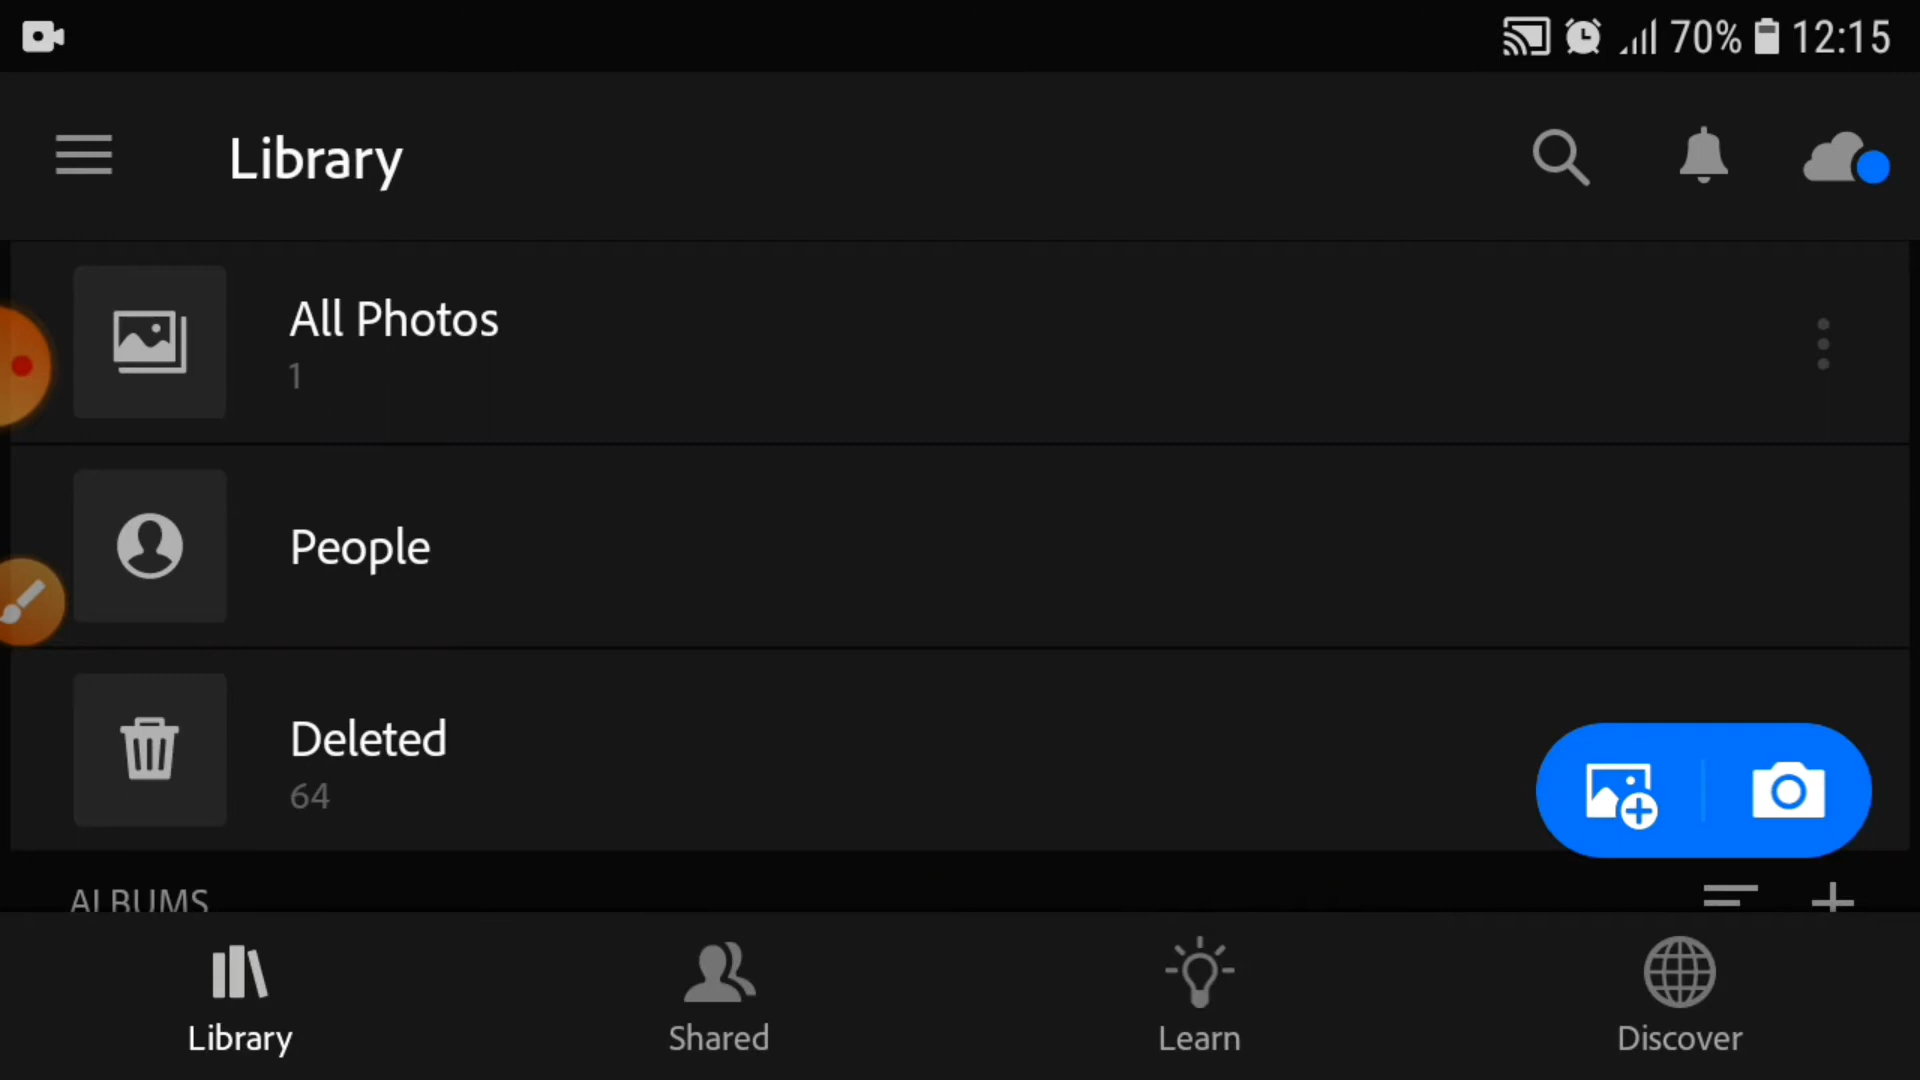 70% 12:15
Library
All Photos
1
People
Deleted
64
ALBUMS
Library Shared Learn Discover